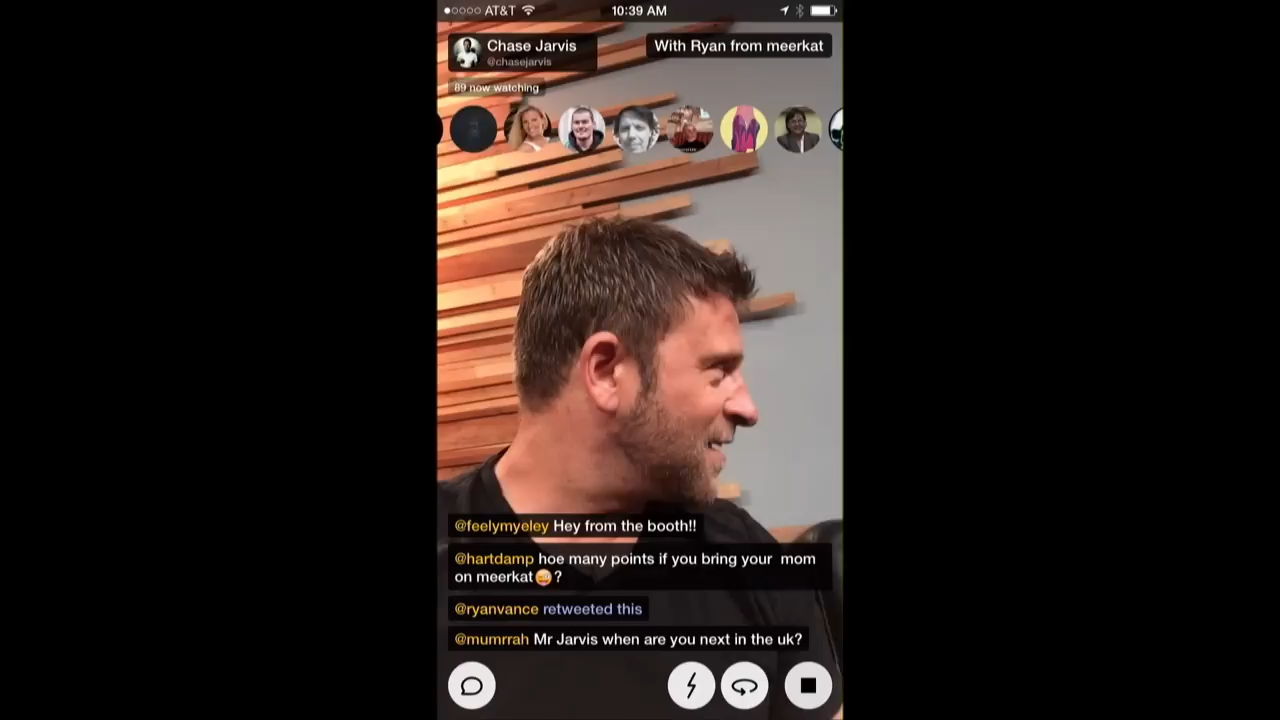 AT&T 10:39 AM
Chase Jarvis
@chasejarvis
With Ryan from meerkat
89 now watching
@feelymyeley Hey from the booth!!
@hartdamp hoe many points if you bring your mom
on meerkat😜?
@ryanvance retweeted this
@mumrrah Mr Jarvis when are you next in the uk?